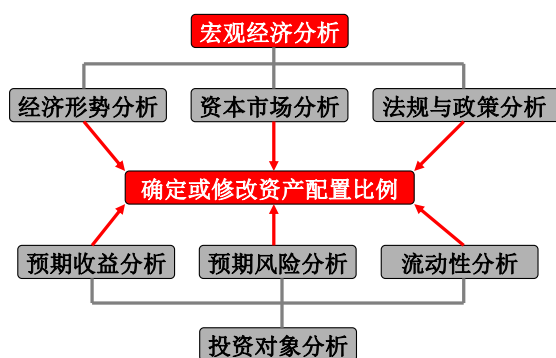 宏观经济分析
经济形势分析
资本市场分析
法规与政策分析
确定或修改资产配置比例
预期收益分析
预期风险分析
流动性分析
投资对象分析